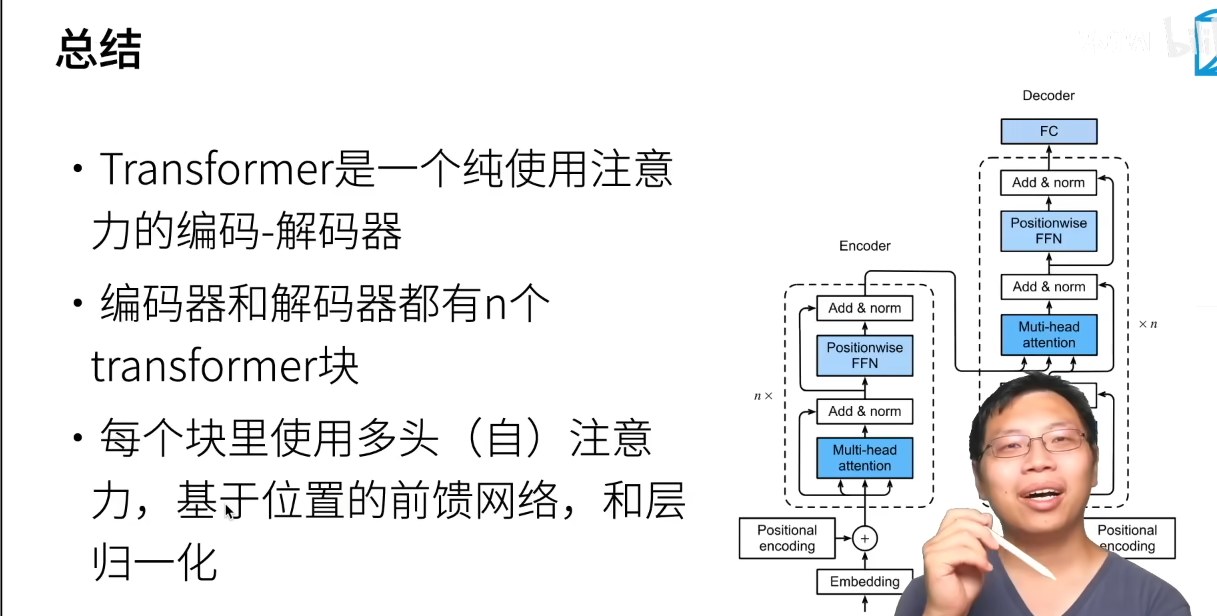 总结
·Transformer是一个纯使用注意
力的编码-解码器
·编码器和解码器都有n个
transformer块
·每个块里使用多头（自）注意
力，基于位置的前馈网络，和层
归一化
Decoder
FC
Add & norm
Positionwise
FFN
Add & norm
Muti-head
attention
× n
Encoder
Add & norm
Positionwise
FFN
n ×
Add & norm
Multi-head
attention
Positional
encoding
+
Embedding
Positional
encoding